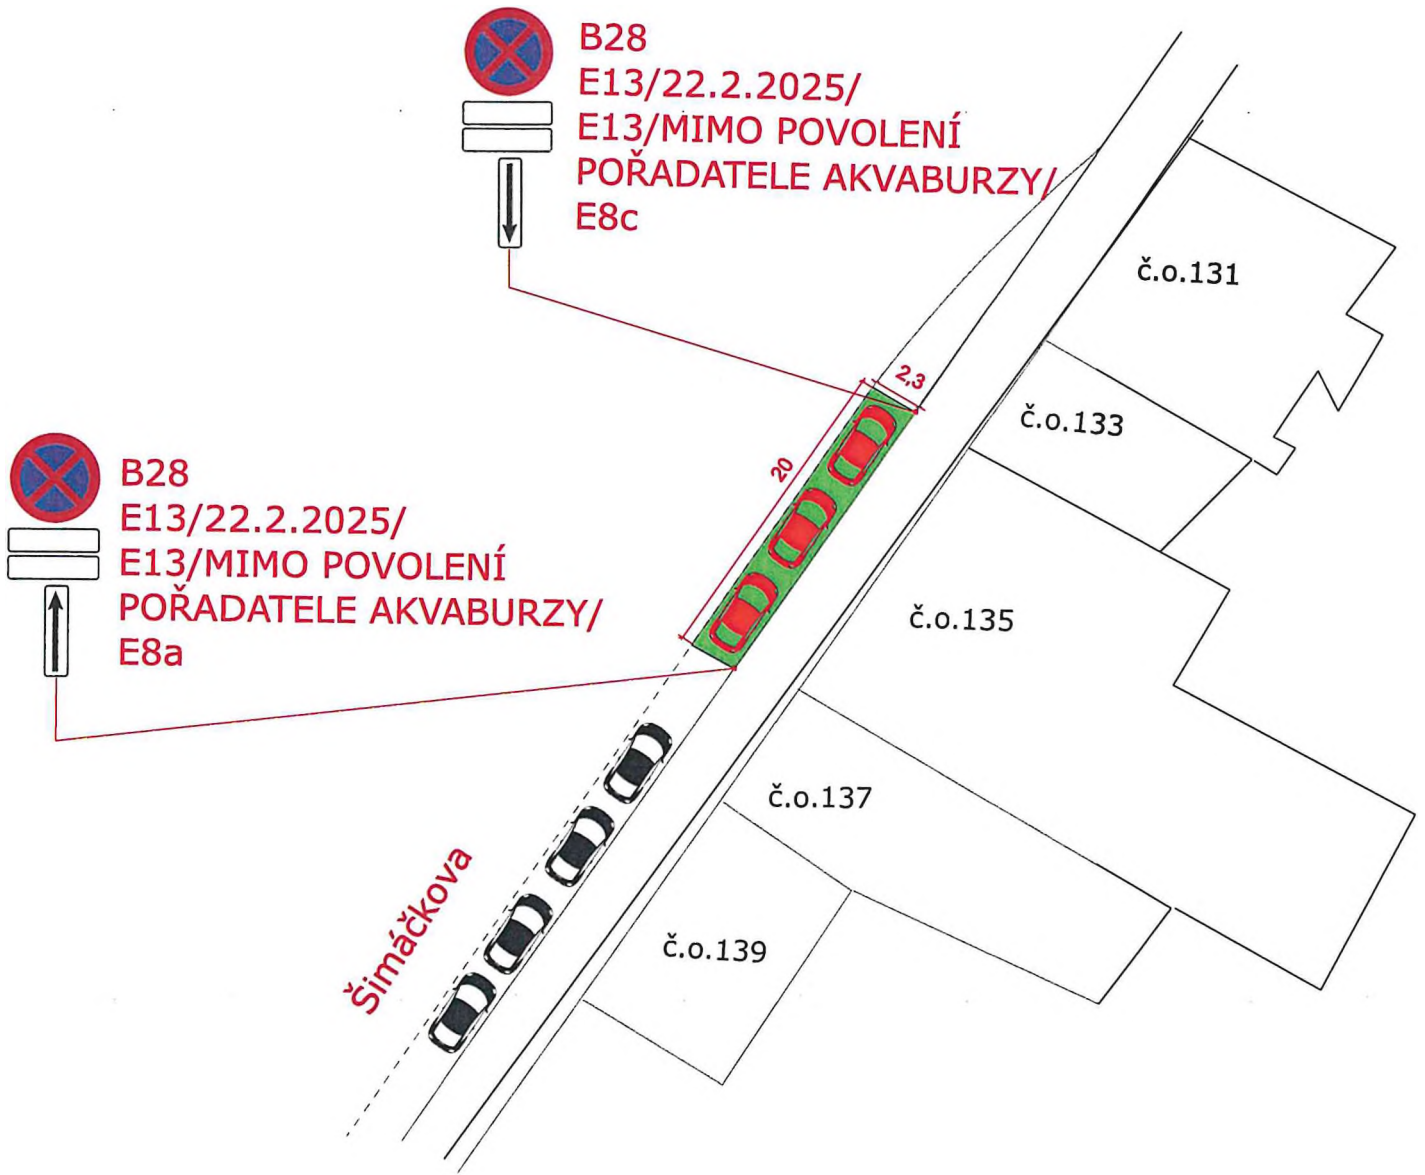 B28
E13/22.2.2025/
E13/MIMO POVOLENÍ
POŘADATELE AKVABURZY/
E8c
č.o.131
2,3
č.o.133
20
B28
E13/22.2.2025/
E13/MIMO POVOLENÍ
POŘADATELE AKVABURZY/
E8a
č.o.135
č.o.137
Šimáčkova
č.o.139